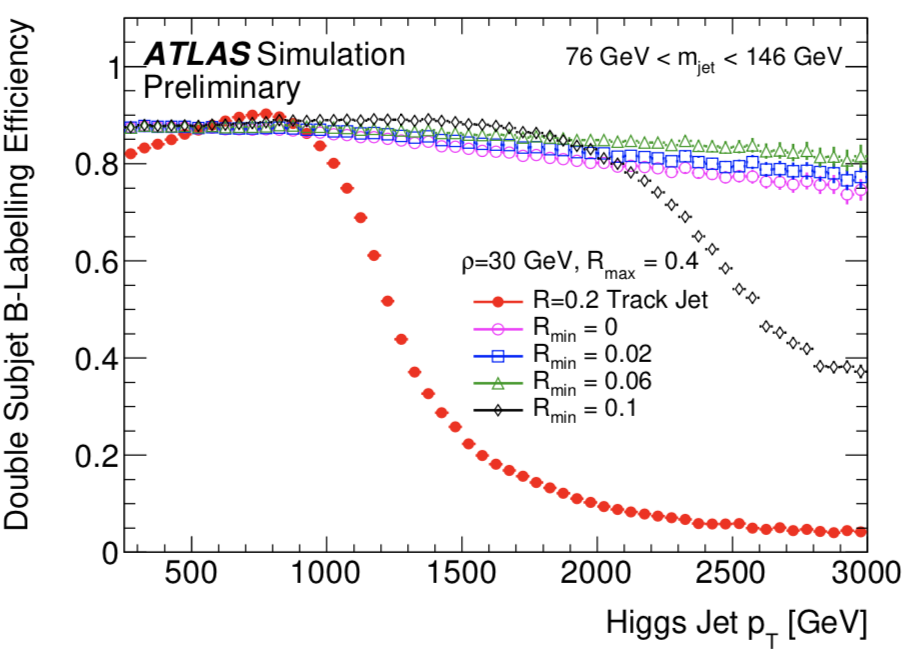 Double Subjet B-Labelling Efficiency
ATLAS Simulation
Preliminary
76 GeV < m_jet < 146 GeV
1
0.8
0.6
0.4
0.2
0
ρ=30 GeV, R_max = 0.4
R=0.2 Track Jet
R_min = 0
R_min = 0.02
R_min = 0.06
R_min = 0.1
500 1000 1500 2000 2500 3000
Higgs Jet p_T [GeV]